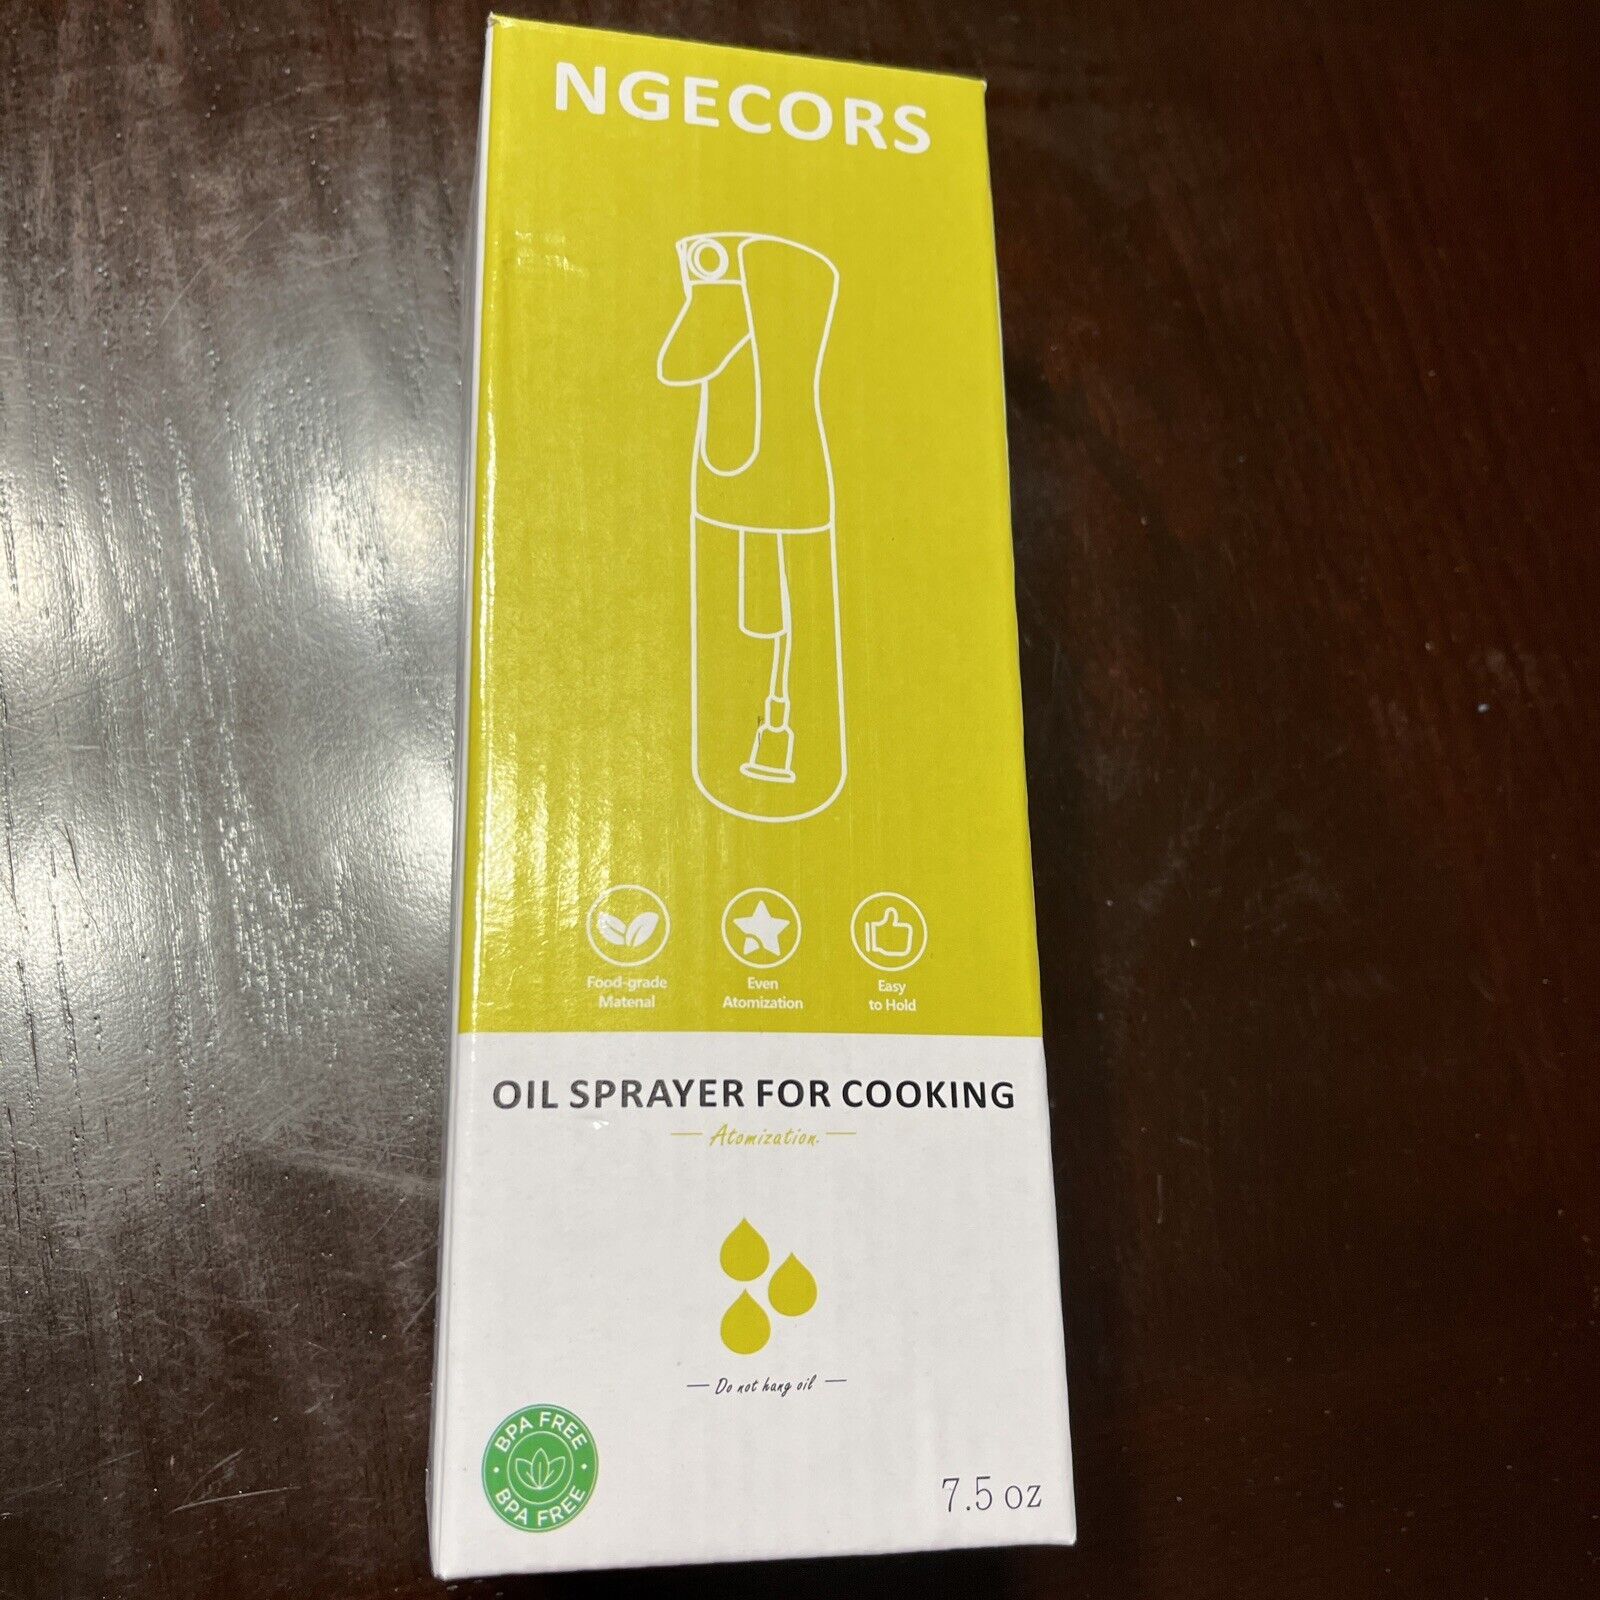 NGECORS
Food-grade
Matenal
Even
Atomization
Easy
to Hold
OIL SPRAYER FOR COOKING
Atomization.
Do not hang oil
BPA FREE
BPA FREE
7.5 oz